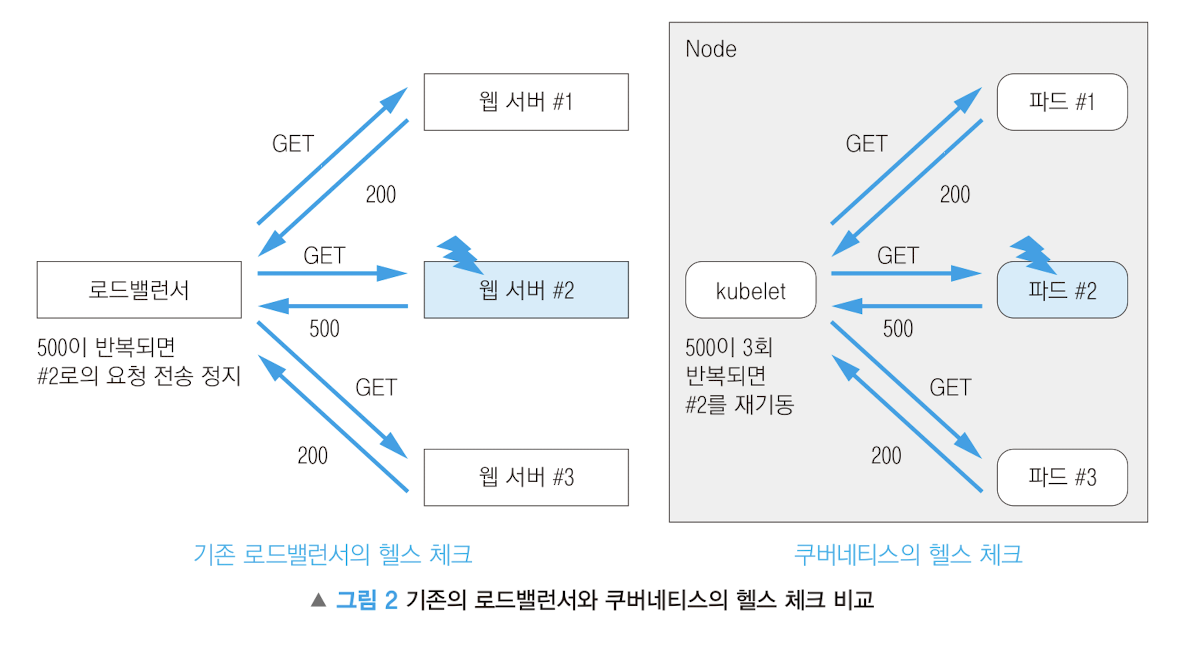 웹 서버 #1
GET
200
GET
로드밸런서
웹 서버 #2
500
500이 반복되면
#2로의 요청 전송 정지
GET
200
웹 서버 #3
기존 로드밸런서의 헬스 체크
Node
파드 #1
GET
200
GET
kubelet
파드 #2
500
500이 3회
반복되면
#2를 재기동
GET
200
파드 #3
쿠버네티스의 헬스 체크
▲ 그림 2 기존의 로드밸런서와 쿠버네티스의 헬스 체크 비교